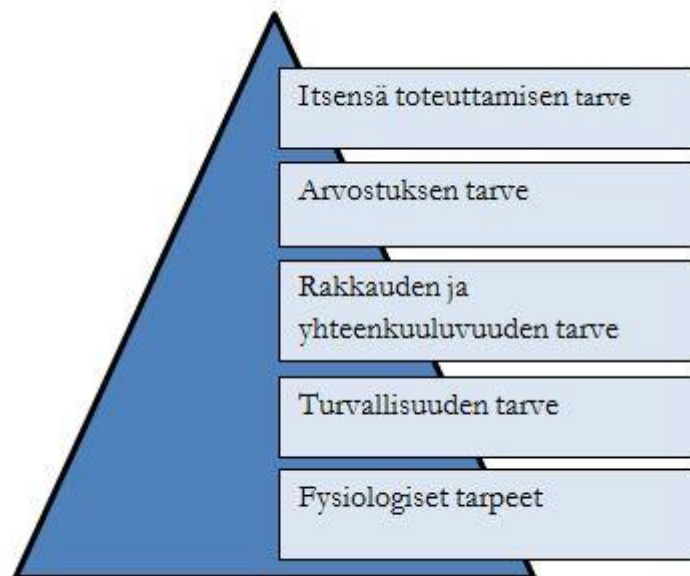 Itsensä toteuttamisen tarve
Arvostuksen tarve
Rakkauden ja
yhteenkuuluvuuden tarve
Turvallisuuden tarve
Fysiologiset tarpeet